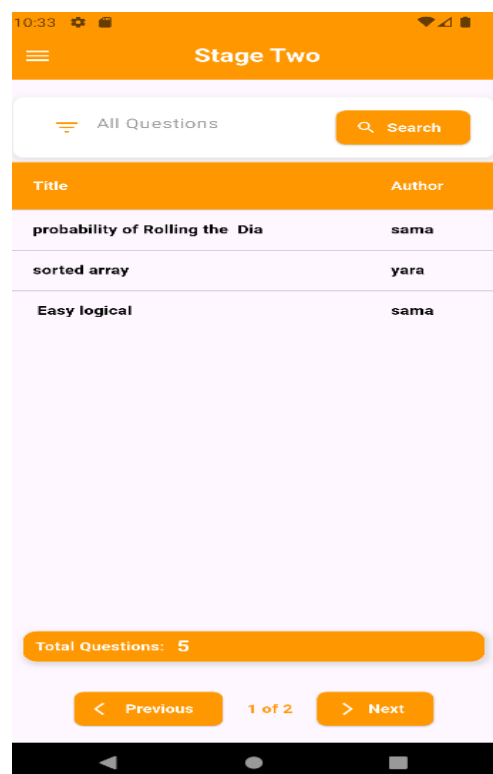 10:33
Stage Two
All Questions
Search
Title Author
probability of Rolling the Dia sama
sorted array yara
Easy logical sama
Total Questions: 5
Previous 1 of 2 Next